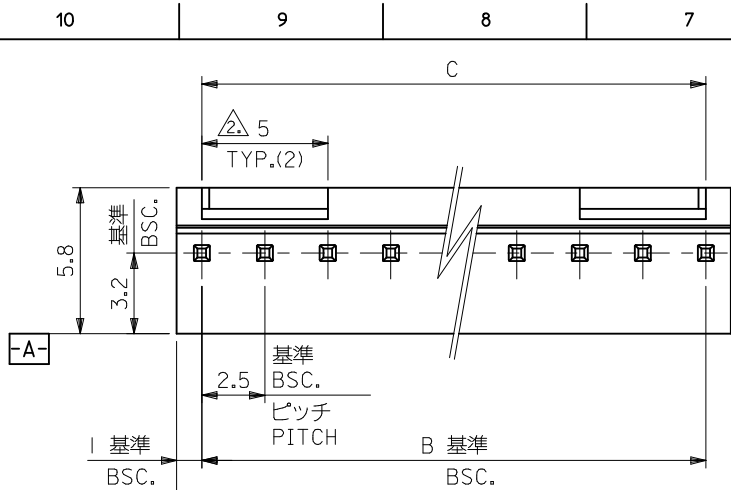 10 9 8 7
C
2. 5
TYP.(2)
基準
BSC.
5.8
3.2
-A-
2.5
基準
BSC.
ピッチ
PITCH
1 基準
BSC.
B 基準
BSC.